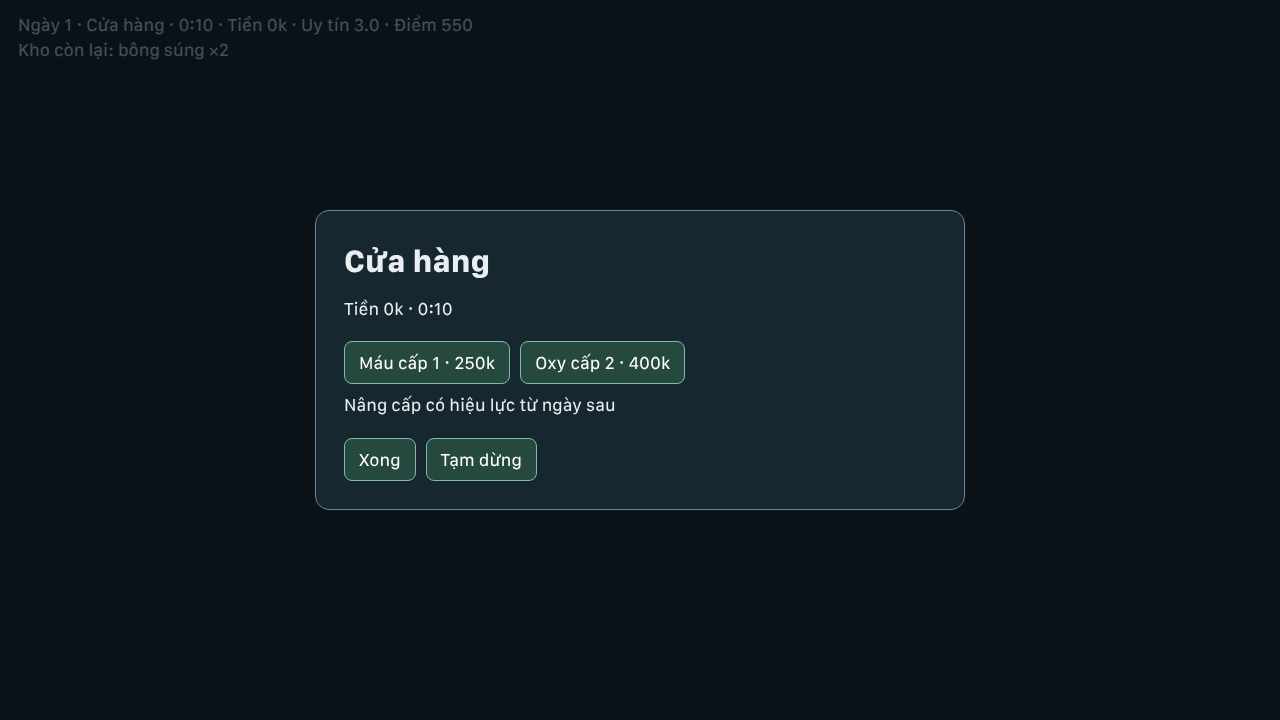 Ngày 1 · Cửa hàng · 0:10 · Tiền 0k · Uy tín 3.0 · Điểm 550
Kho còn lại: bông súng ×2
Cửa hàng
Tiền 0k · 0:10
Máu cấp 1 · 250k
Oxy cấp 2 · 400k
Nâng cấp có hiệu lực từ ngày sau
Xong
Tạm dừng